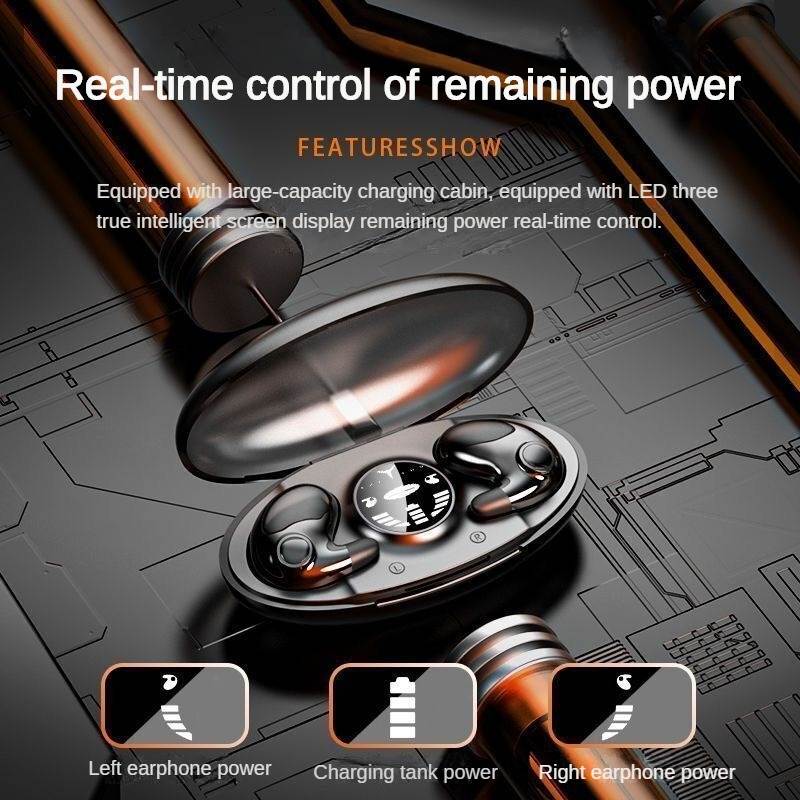 Real-time control of remaining power
FEATURESSHOW
Equipped with large-capacity charging cabin, equipped with LED three
true intelligent screen display remaining power real-time control.
L
R
Left earphone power
Charging tank power
Right earphone power